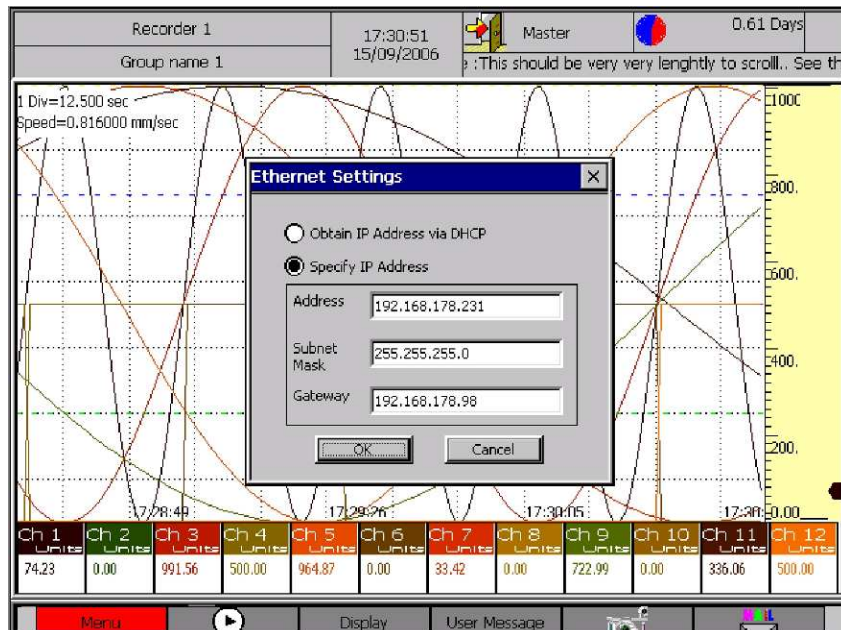 Recorder 1
17:30:51
Master
0.61 Days
Group name 1
15/09/2006
:This should be very very lenghtly to scroll.. See th
1 Div=12.500 sec
Speed=0.816000 mm/sec
Ethernet Settings
Obtain IP Address via DHCP
Specify IP Address
Address
192.168.178.231
Subnet
Mask
255.255.255.0
Gateway
192.168.178.98
OK
Cancel
800.
600.
400.
200.
0.00
17:28:49
17:29:26
17:30:05
Ch 1 Ch 2 Ch 3 Ch 4 Ch 5 Ch 6 Ch 7 Ch 8 Ch 9 Ch 10 Ch 11 Ch 12
Units Units Units Units Units Units Units Units Units Units Units Units
74.23 0.00 991.56 500.00 964.87 0.00 33.42 0.00 722.99 0.00 336.06 500.00
Menu
Display
User Message
MAiL